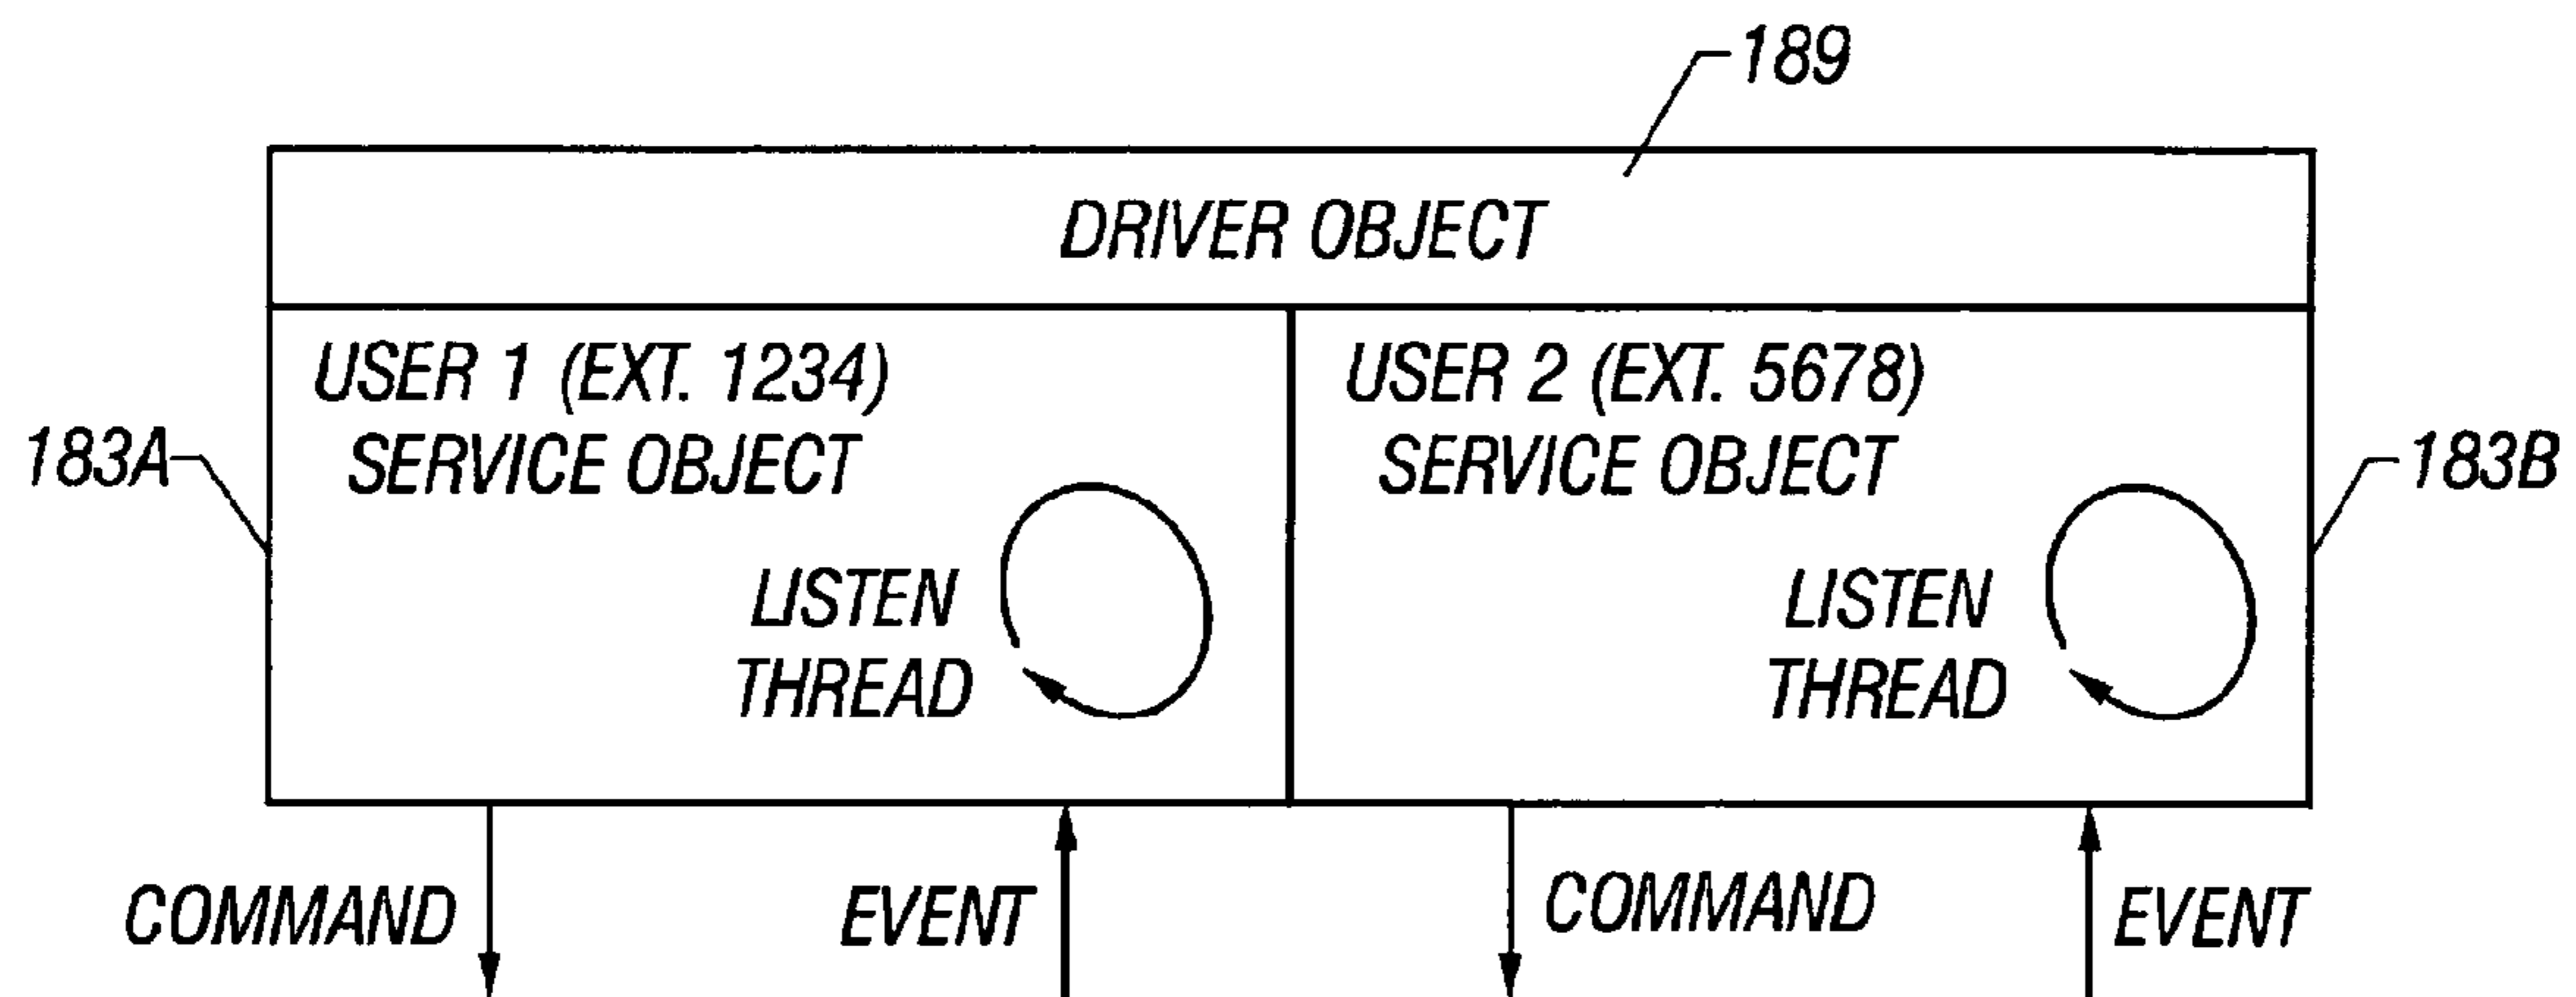 189
DRIVER OBJECT
USER 1 (EXT. 1234)
SERVICE OBJECT
USER 2 (EXT. 5678)
SERVICE OBJECT
183A
183B
LISTEN
THREAD
LISTEN
THREAD
COMMAND
EVENT
COMMAND
EVENT